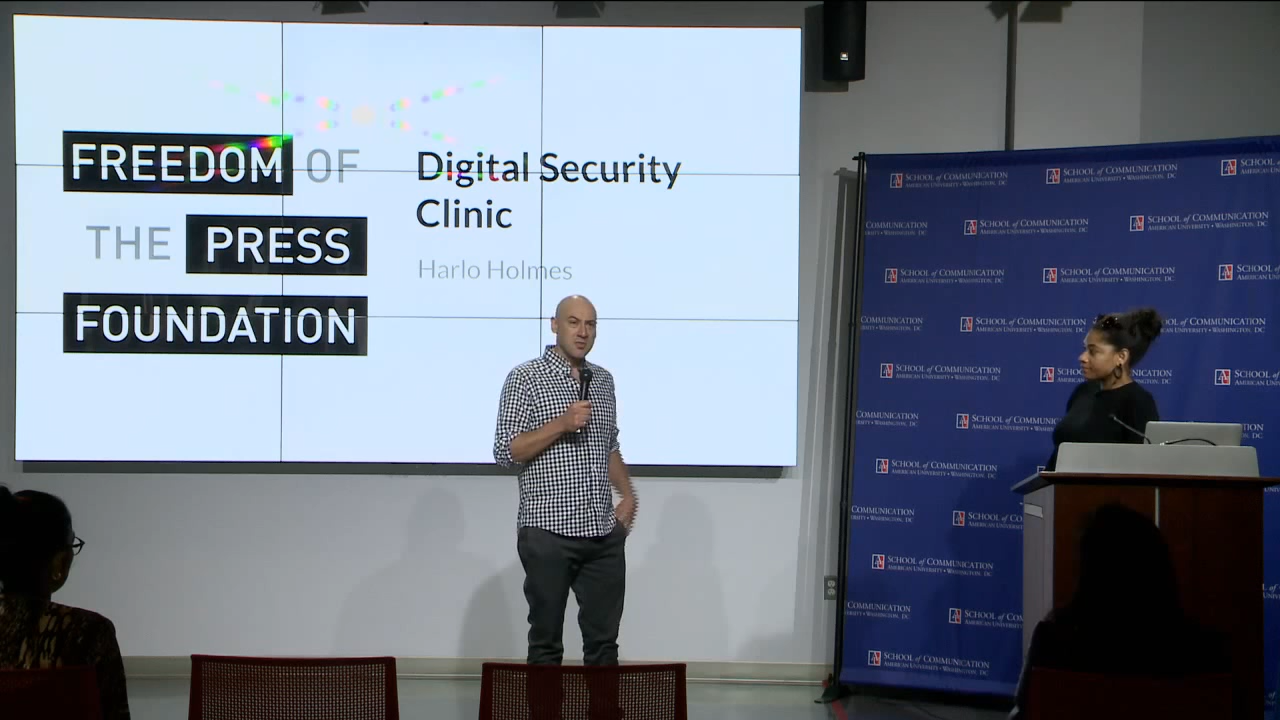 FREEDOM OF
THE PRESS
FOUNDATION
Digital Security
Clinic
Harlo Holmes
SCHOOL of COMMUNICATION
AMERICAN UNIVERSITY • WASHINGTON, DC